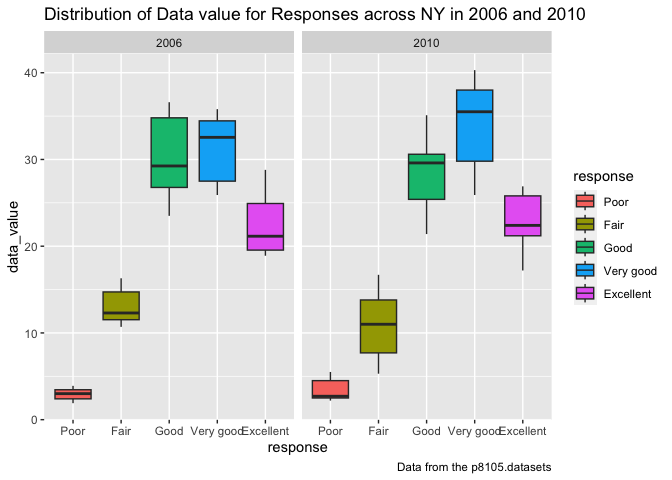 Distribution of Data value for Responses across NY in 2006 and 2010
2006 2010
40
30
20
10
0
data_value
Poor Fair Good Very good Excellent Poor Fair Good Very good Excellent
response
response
Poor
Fair
Good
Very good
Excellent
Data from the p8105.datasets